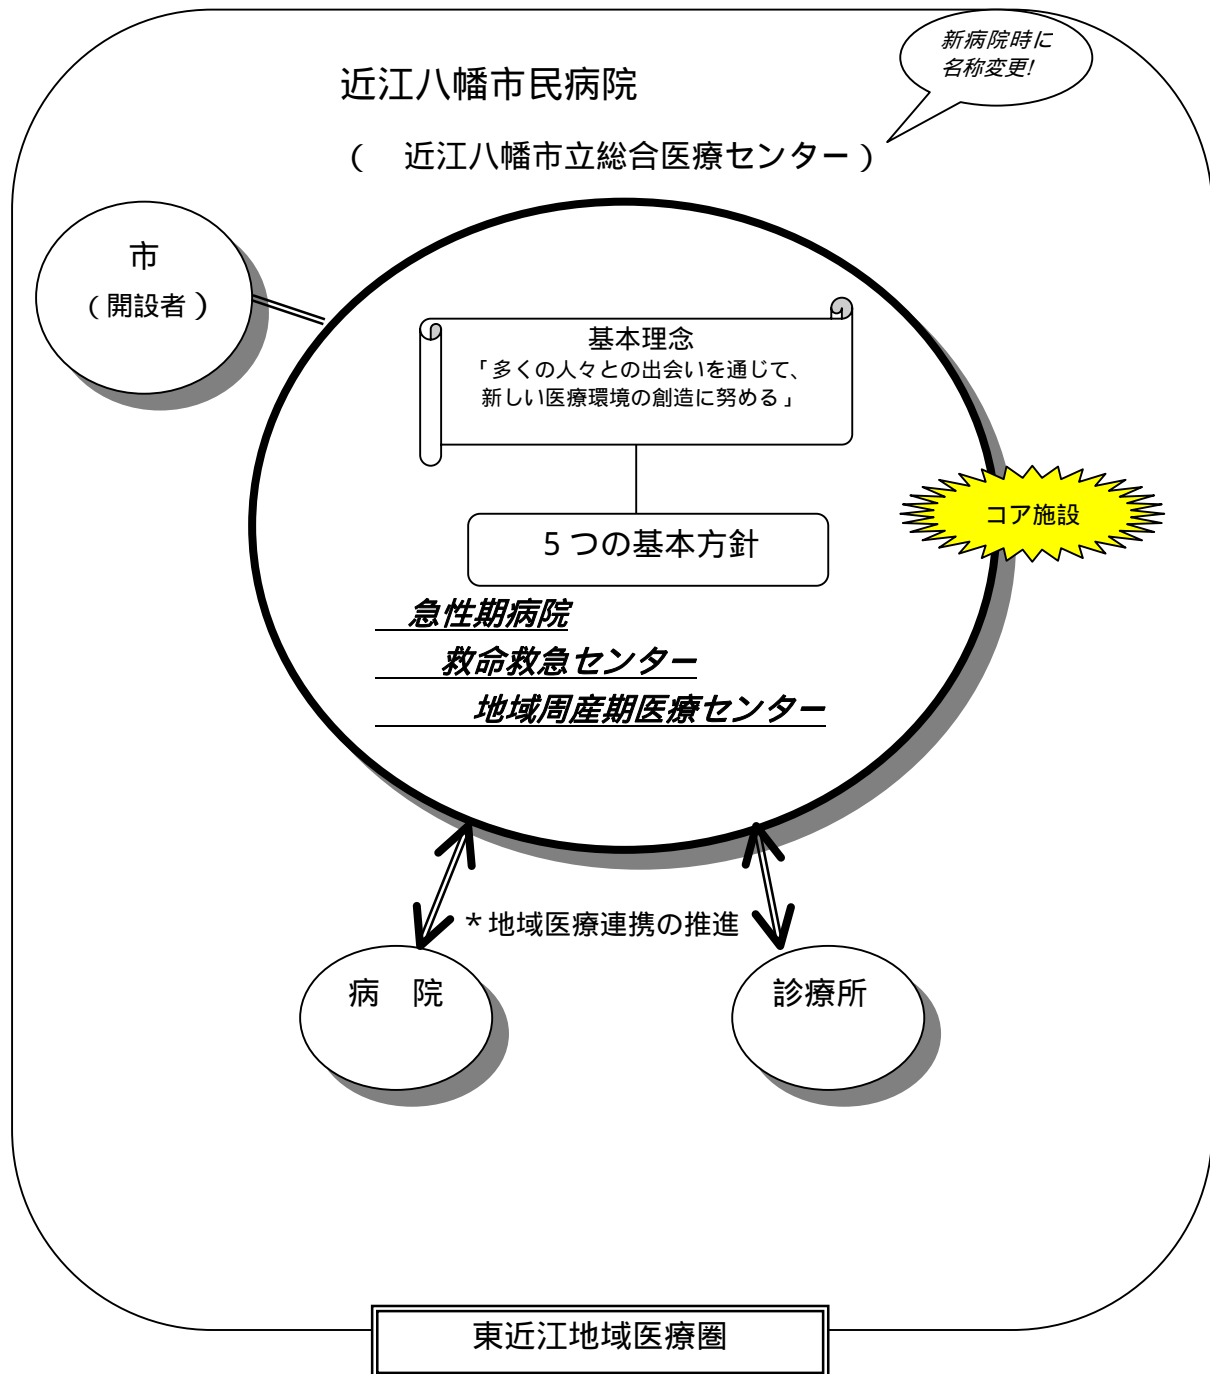 新病院時に
名称変更!
近江八幡市民病院
(　近江八幡市立総合医療センター)
市
(開設者)
基本理念
「多くの人々との出会いを通じて、
新しい医療環境の創造に努める」
コア施設
5つの基本方針
急性期病院
救命救急センター
地域周産期医療センター
*地域医療連携の推進
病　院
診療所
東近江地域医療圏